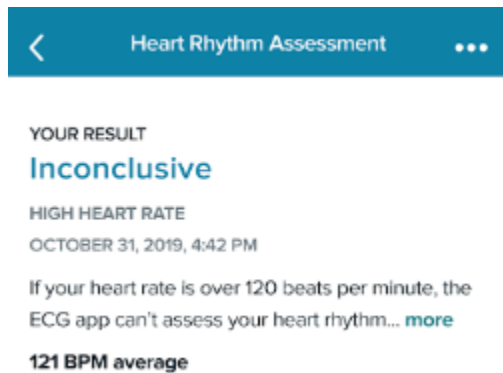 Heart Rhythm Assessment
YOUR RESULT
Inconclusive
HIGH HEART RATE
OCTOBER 31, 2019, 4:42 PM
If your heart rate is over 120 beats per minute, the
ECG app can't assess your heart rhythm... more
121 BPM average